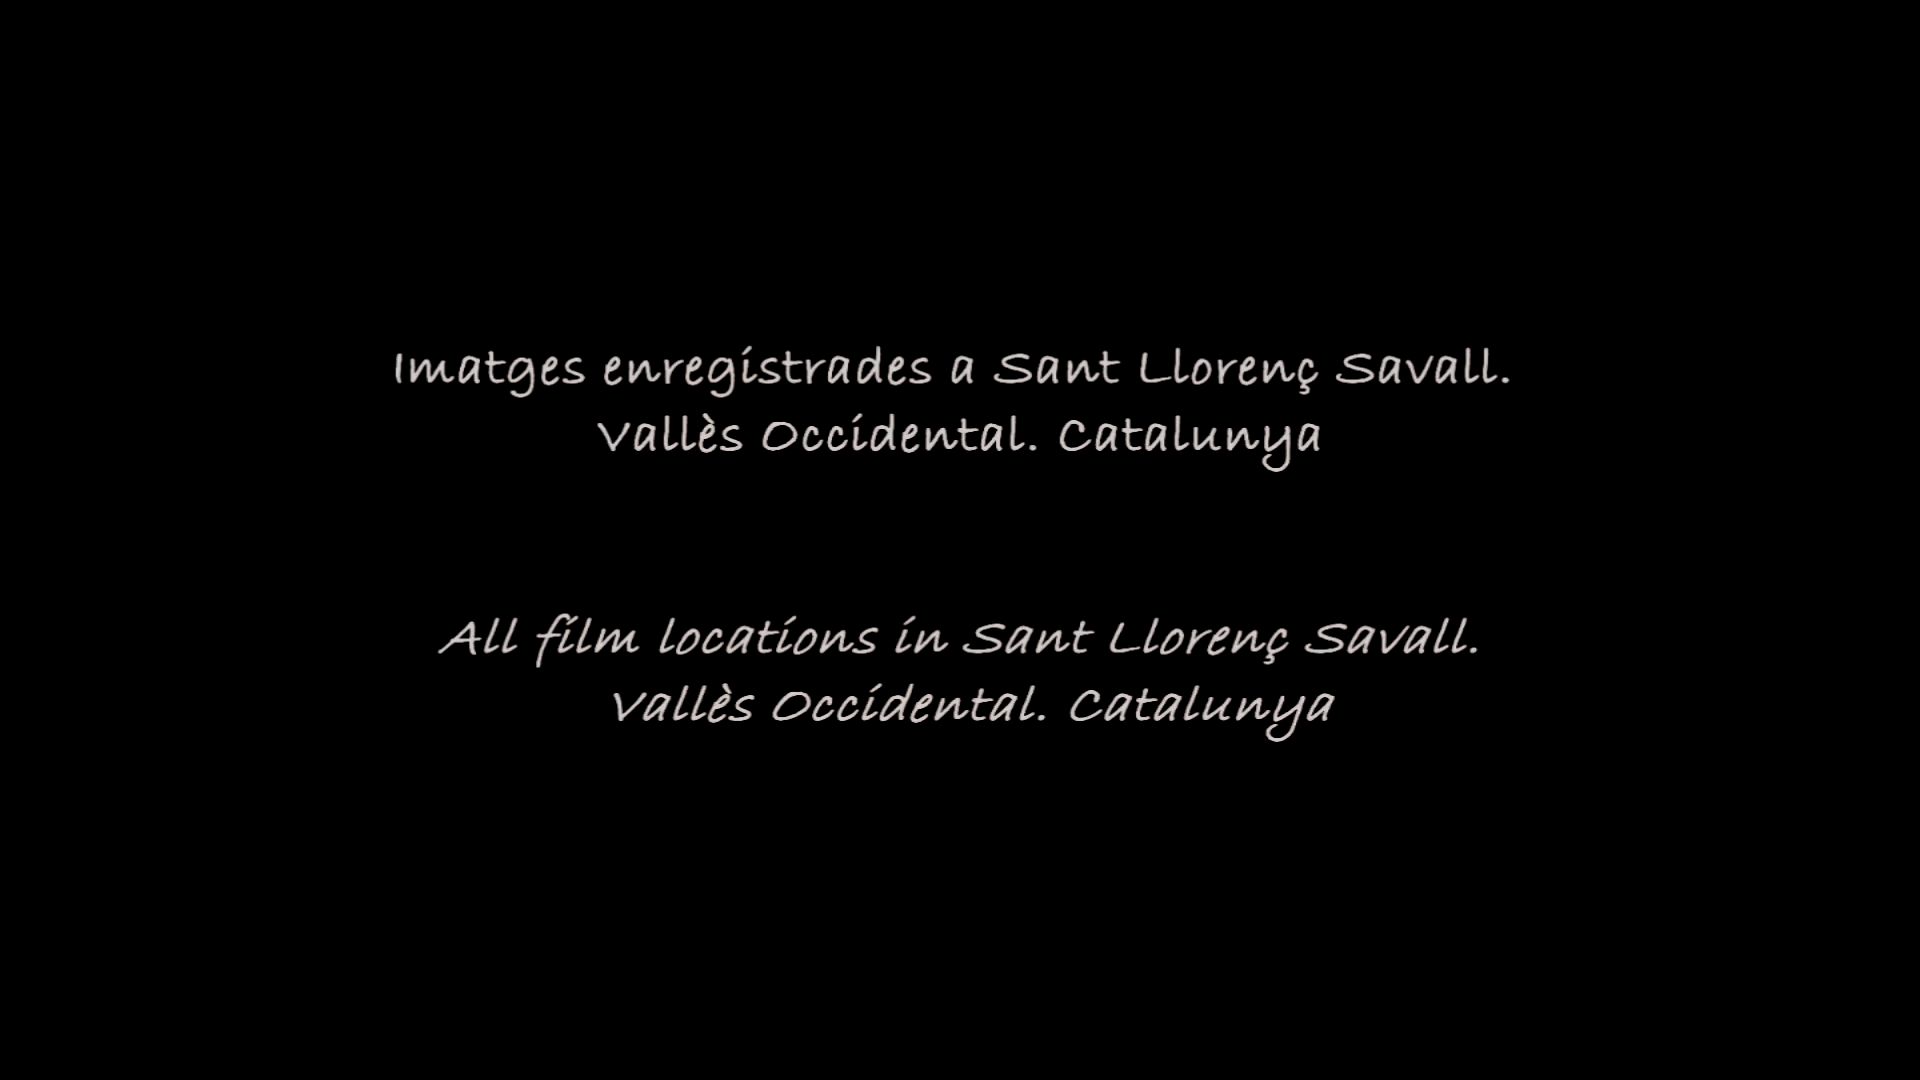 Imatges enregistrades a Sant Llorenç Savall.
Vallès Occidental. Catalunya
All film locations in Sant Llorenç Savall.
Vallès Occidental. Catalunya